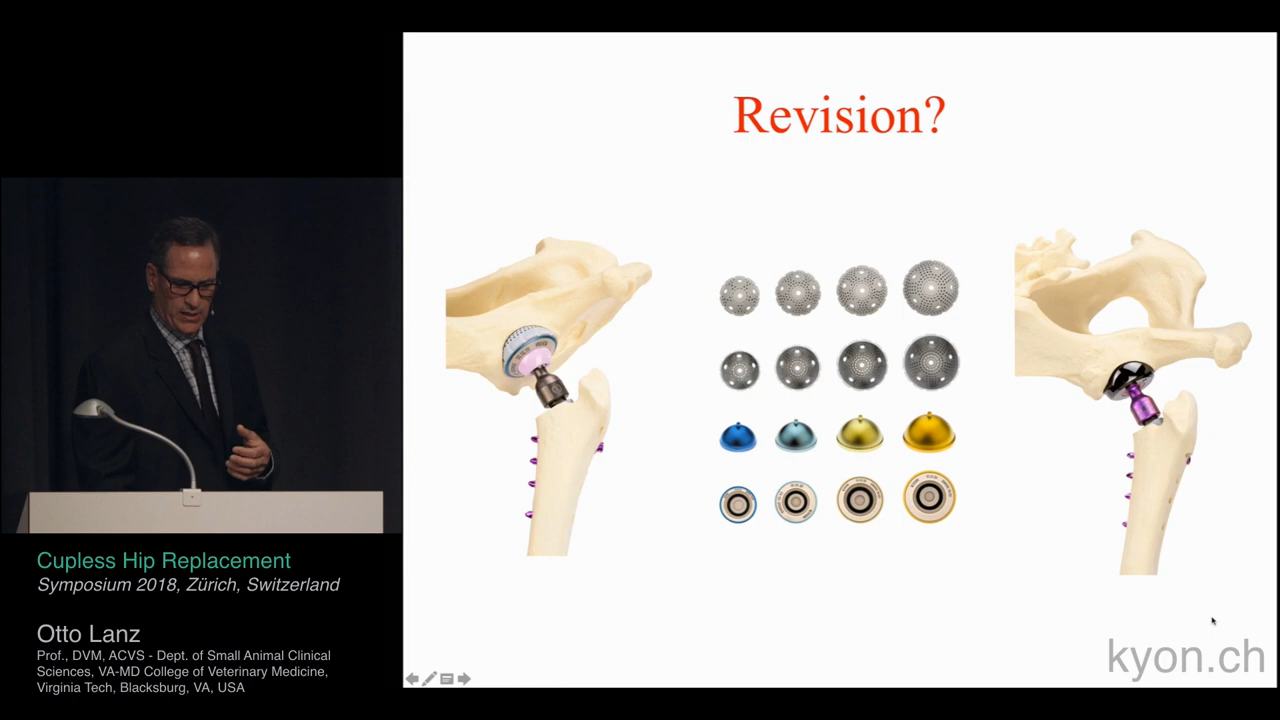 Revision?
Cupless Hip Replacement
Symposium 2018, Zürich, Switzerland
Otto Lanz
Prof., DVM, ACVS - Dept. of Small Animal Clinical
Sciences, VA-MD College of Veterinary Medicine,
Virginia Tech, Blacksburg, VA, USA
kyon.ch